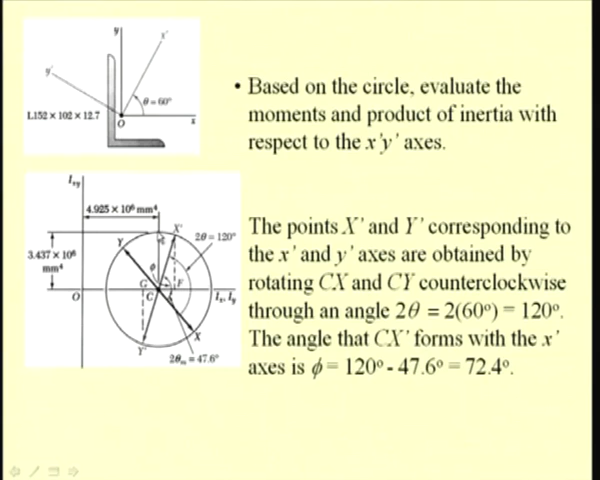 y
x'
y'
θ = 60°
L152 × 102 × 12.7
O
x
• Based on the circle, evaluate the
moments and product of inertia with
respect to the x'y' axes.
Ixy
4.925 × 10⁶ mm⁴
X'
2θ = 120°
Y
3.437 × 10⁶
mm⁴
ϕ
G
F
O
C
Ix, Iy
X
Y'
2θm = 47.6°
The points X' and Y' corresponding to
the x' and y' axes are obtained by
rotating CX and CY counterclockwise
through an angle 2θ = 2(60°) = 120°.
The angle that CX' forms with the x'
axes is ϕ = 120° - 47.6° = 72.4°.